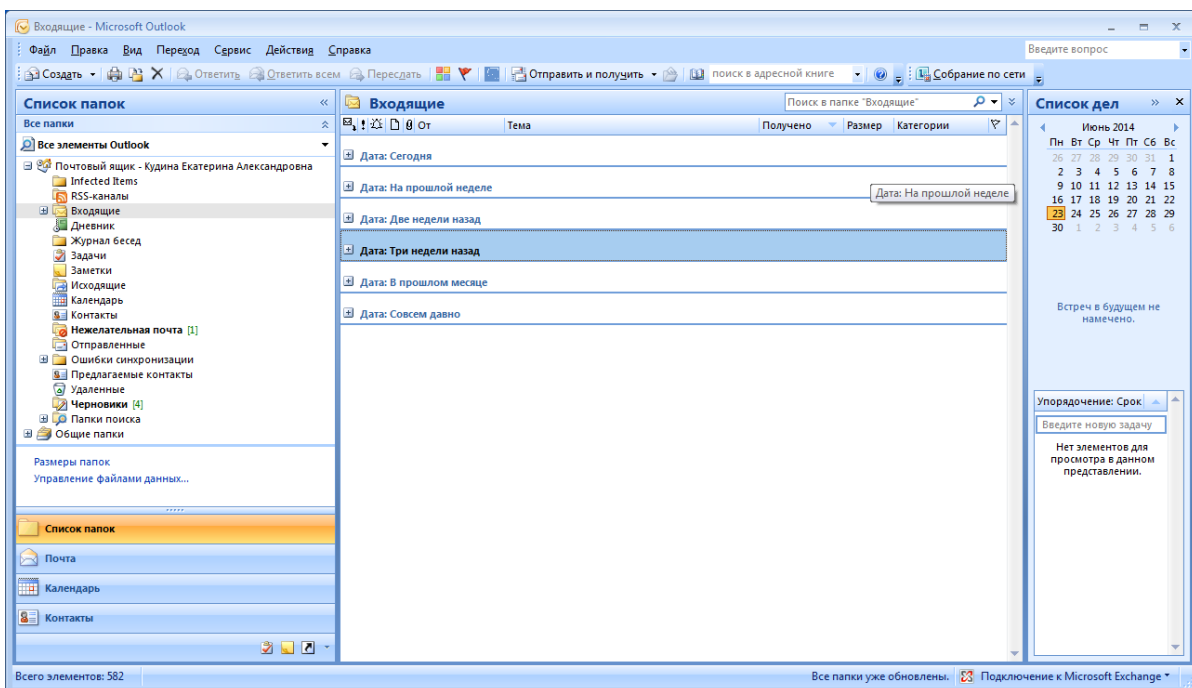 Входящие - Microsoft Outlook
Файл Правка Вид Переход Сервис Действия Справка
Введите вопрос
Создать Ответить Ответить всем Переслать Отправить и получить поиск в адресной книге Собрание по сети
Список папок «
Все папки
Все элементы Outlook
Почтовый ящик - Кудина Екатерина Александровна
Infected Items
RSS-каналы
Входящие
Дневник
Журнал бесед
Задачи
Заметки
Исходящие
Календарь
Контакты
Нежелательная почта [1]
Отправленные
Ошибки синхронизации
Предлагаемые контакты
Удаленные
Черновики [4]
Папки поиска
Общие папки
Размеры папок
Управление файлами данных...
Список папок
Почта
Календарь
Контакты
Входящие
Поиск в папке "Входящие"
От Тема Получено Размер Категории
Дата: Сегодня
Дата: На прошлой неделе
Дата: На прошлой неделе
Дата: Две недели назад
Дата: Три недели назад
Дата: В прошлом месяце
Дата: Совсем давно
Список дел »
Июнь 2014
Пн Вт Ср Чт Пт Сб Вс
26 27 28 29 30 31 1
2 3 4 5 6 7 8
9 10 11 12 13 14 15
16 17 18 19 20 21 22
23 24 25 26 27 28 29
30 1 2 3 4 5 6
Встреч в будущем не
намечено.
Упорядочение: Срок
Введите новую задачу
Нет элементов для
просмотра в данном
представлении.
Всего элементов: 582
Все папки уже обновлены. Подключение к Microsoft Exchange